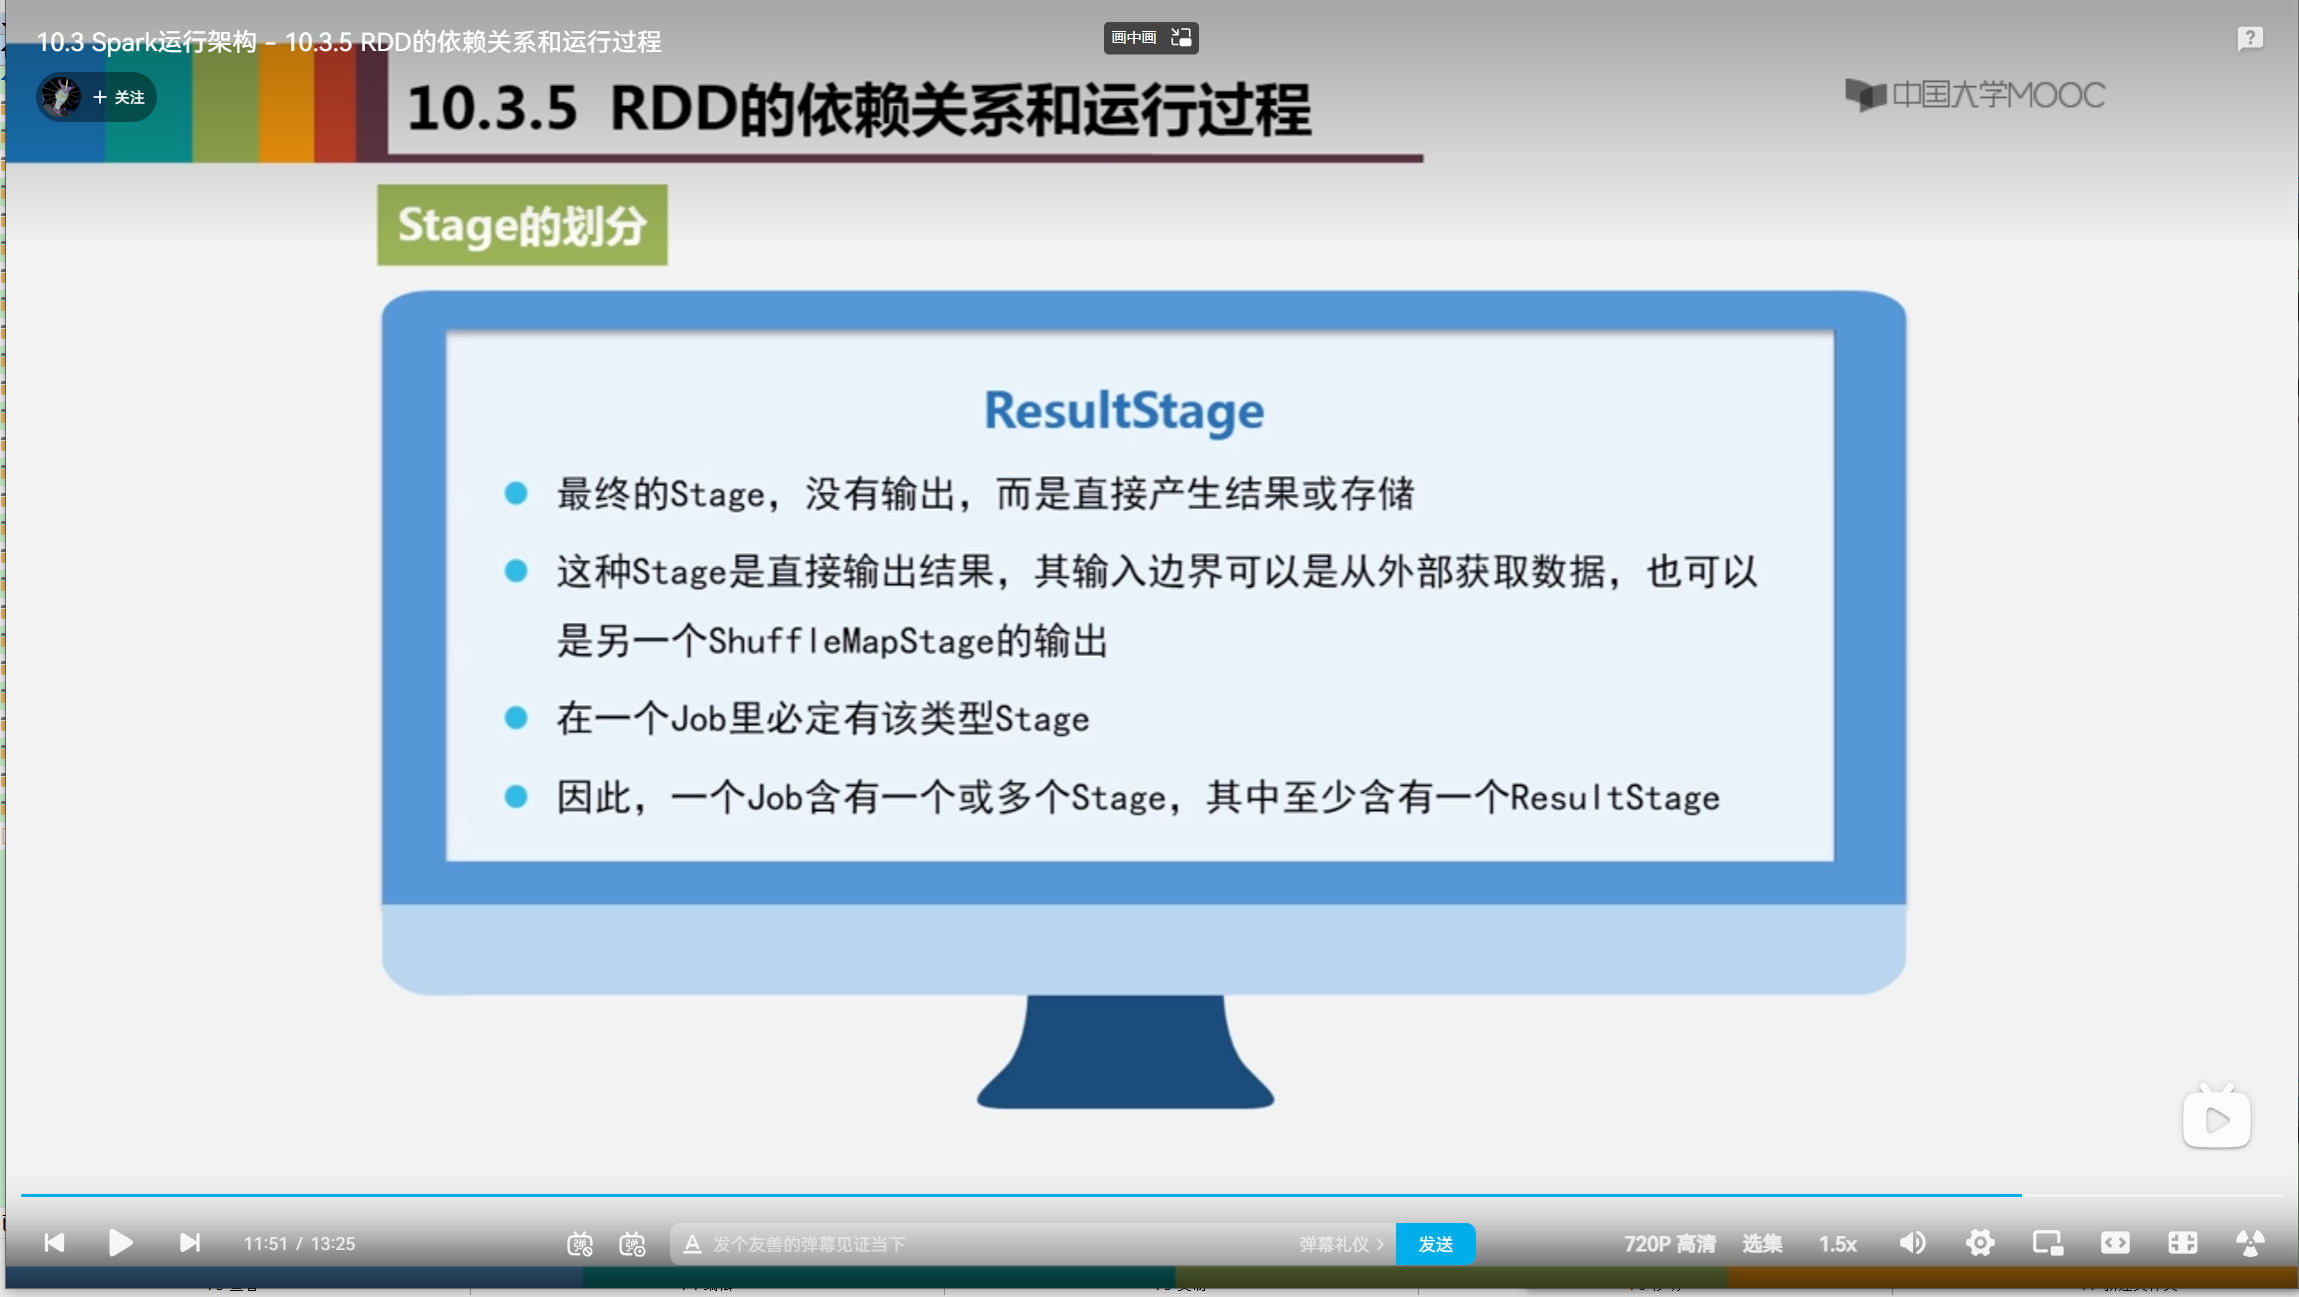 10.3 Spark运行架构 - 10.3.5 RDD的依赖关系和运行过程
画中画
+ 关注
10.3.5 RDD的依赖关系和运行过程
中国大学MOOC
Stage的划分
ResultStage
最终的Stage，没有输出，而是直接产生结果或存储
这种Stage是直接输出结果，其输入边界可以是从外部获取数据，也可以
是另一个ShuffleMapStage的输出
在一个Job里必定有该类型Stage
因此，一个Job含有一个或多个Stage，其中至少含有一个ResultStage
11:51 / 13:25
发个友善的弹幕见证当下
弹幕礼仪 >
发送
720P 高清
选集
1.5x